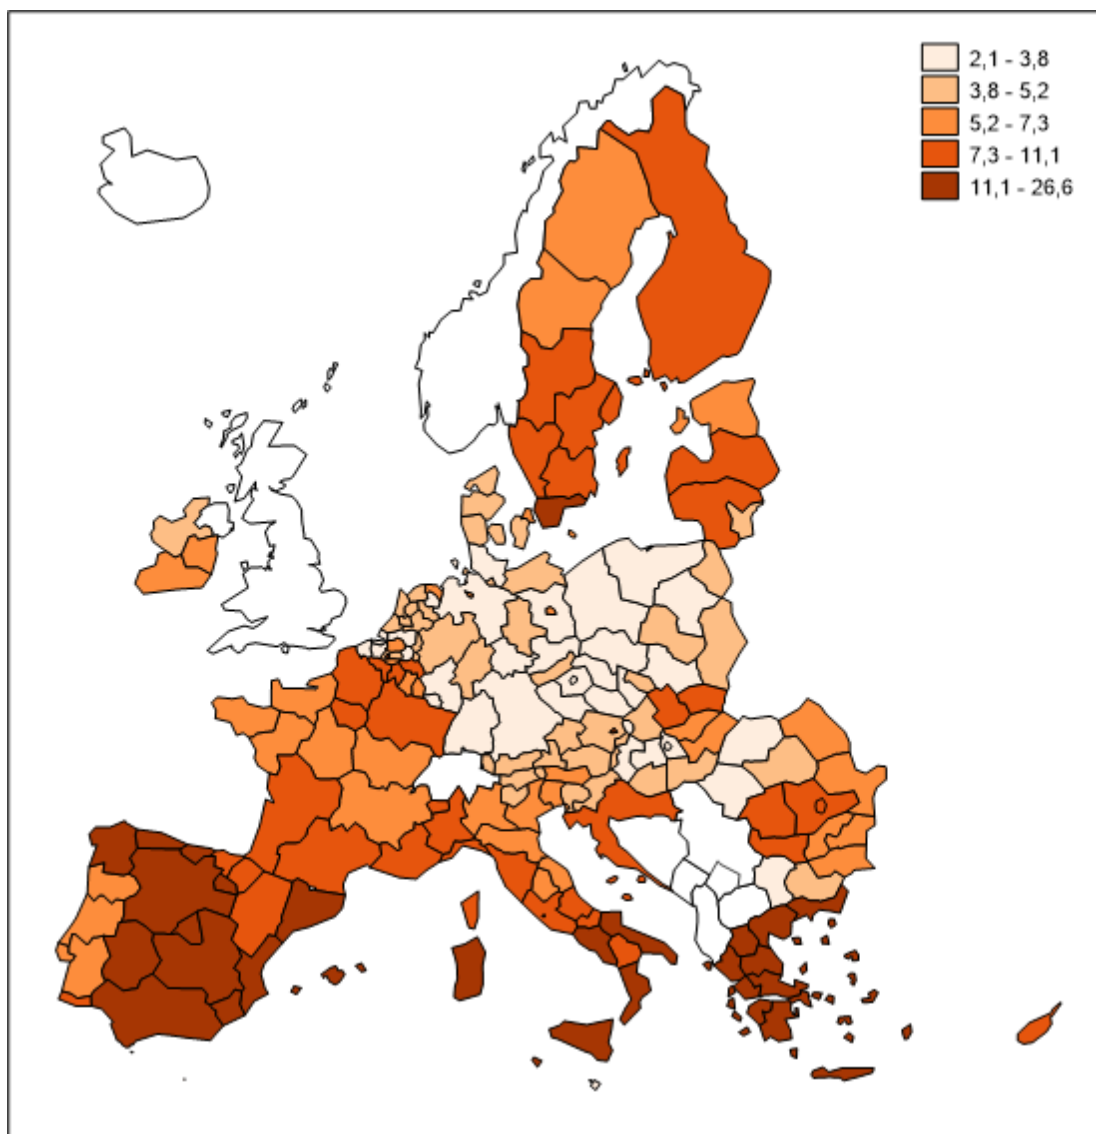 2,1 - 3,8
3,8 - 5,2
5,2 - 7,3
7,3 - 11,1
11,1 - 26,6